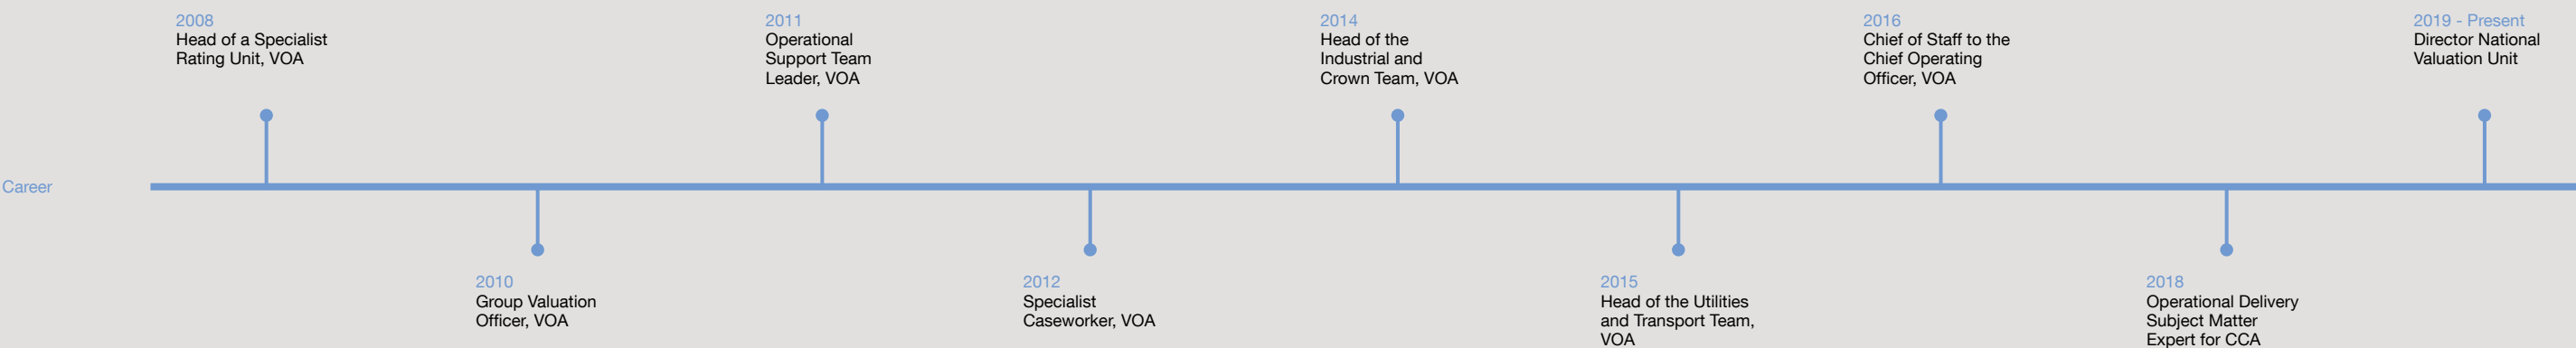 2008
Head of a Specialist
Rating Unit, VOA
2011
Operational
Support Team
Leader, VOA
2014
Head of the
Industrial and
Crown Team, VOA
2016
Chief of Staff to the
Chief Operating
Officer, VOA
2019 - Present
Director National
Valuation Unit
Career
2010
Group Valuation
Officer, VOA
2012
Specialist
Caseworker, VOA
2015
Head of the Utilities
and Transport Team,
VOA
2018
Operational Delivery
Subject Matter
Expert for CCA